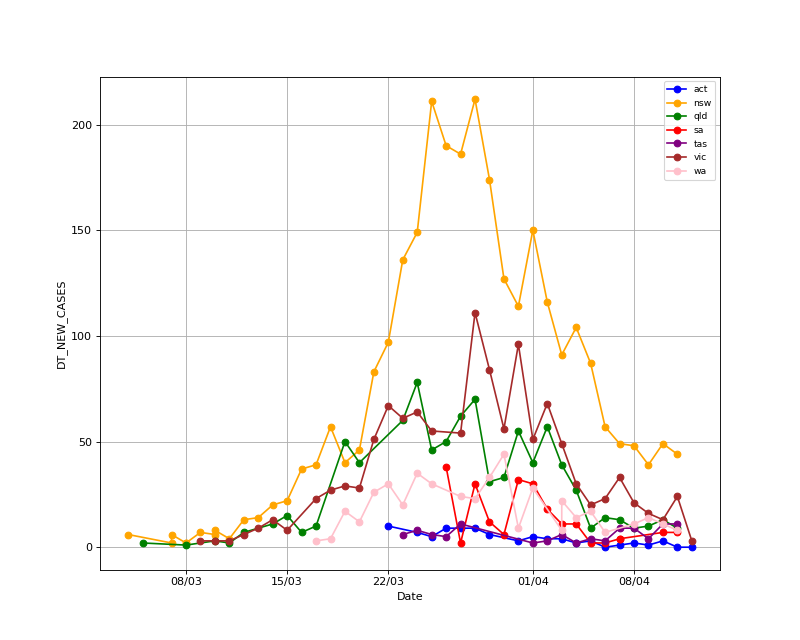 act
nsw
qld
sa
tas
vic
wa
200
150
100
50
0
DT_NEW_CASES
08/03
15/03
22/03
01/04
08/04
Date